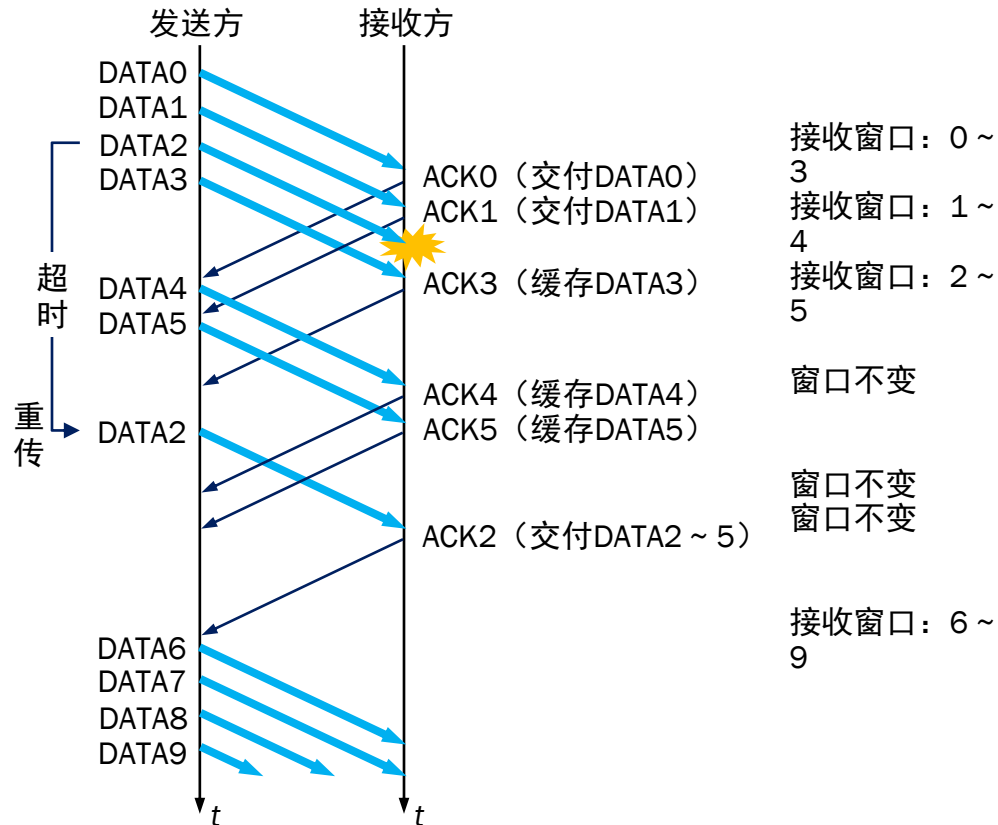 发送方
接收方
DATA0
DATA1
DATA2
DATA3
超时
DATA4
DATA5
重传
DATA2
DATA6
DATA7
DATA8
DATA9
t
t
ACK0（交付DATA0）
ACK1（交付DATA1）
ACK3（缓存DATA3）
ACK4（缓存DATA4）
ACK5（缓存DATA5）
ACK2（交付DATA2～5）
接收窗口：0～
3
接收窗口：1～
4
接收窗口：2～
5
窗口不变
窗口不变
窗口不变
接收窗口：6～
9